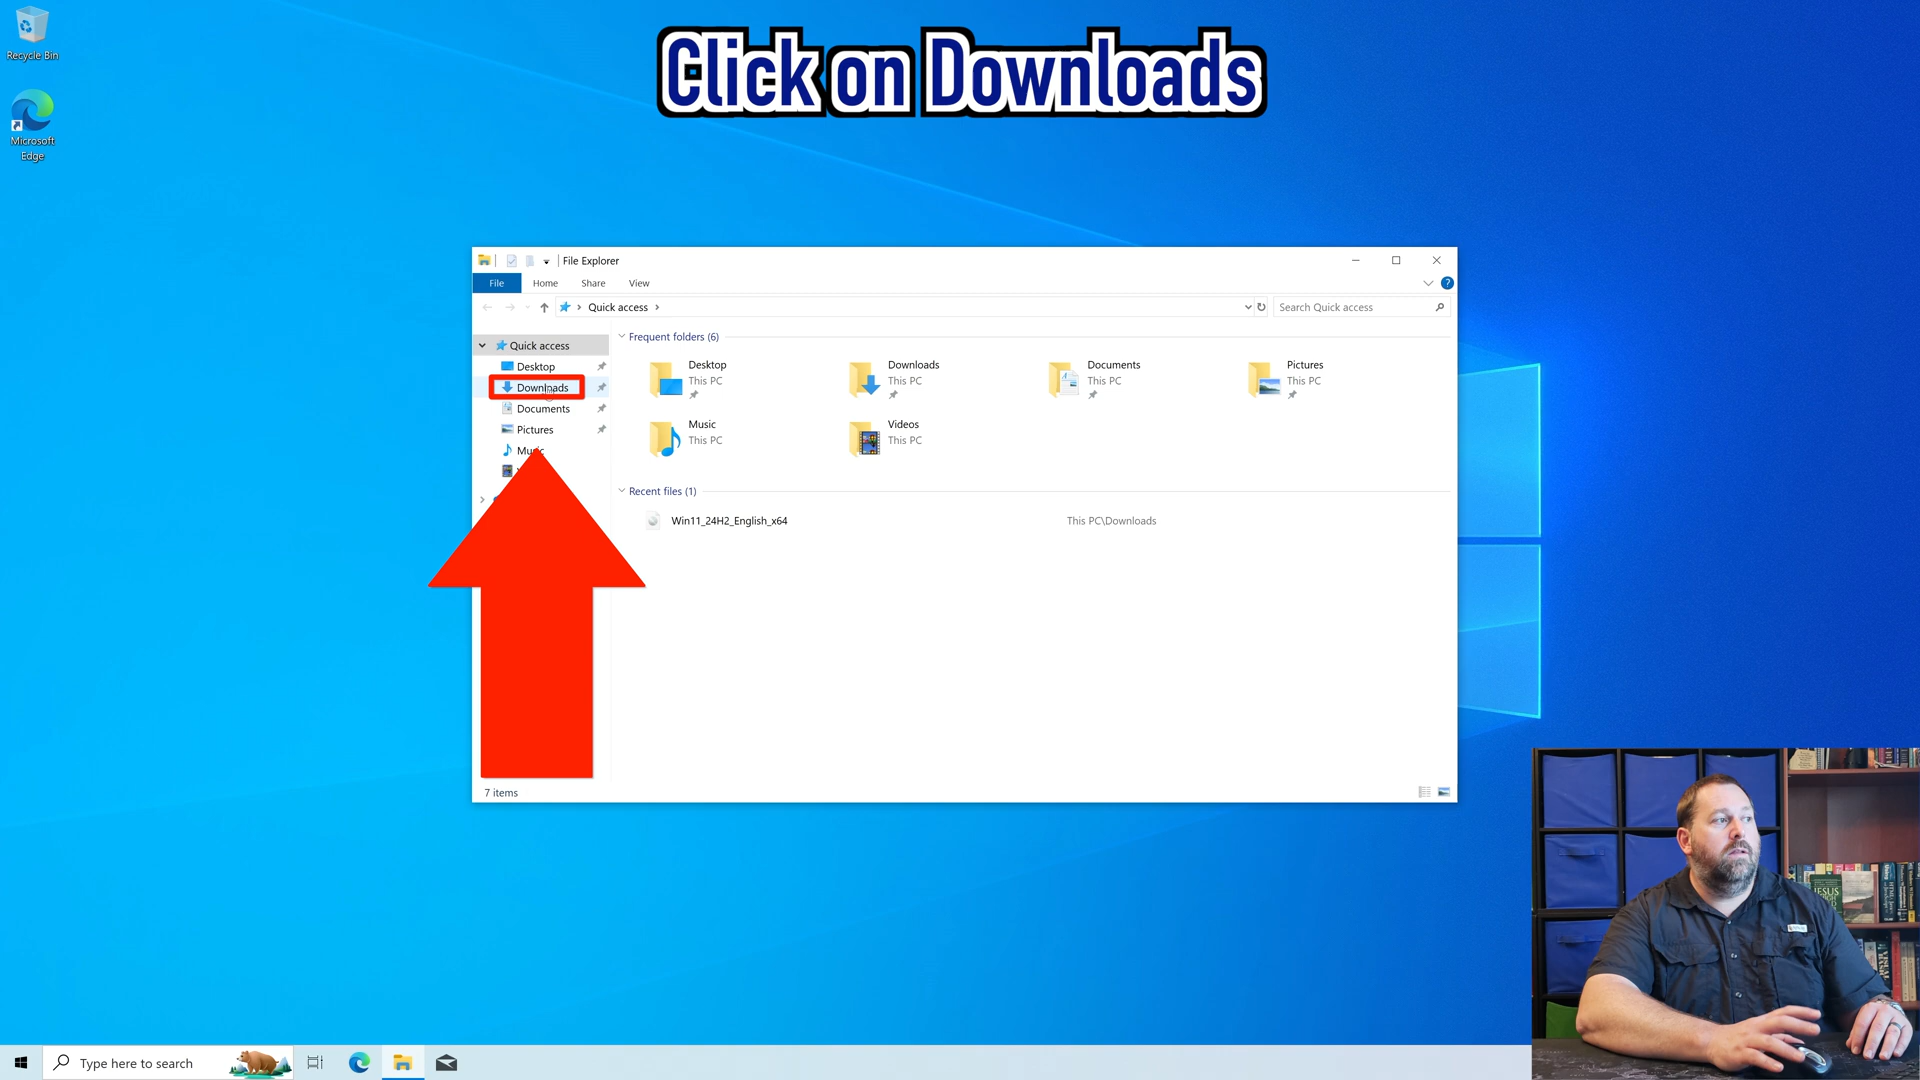 Click on Downloads
Recycle Bin
Microsoft
Edge
File Explorer
File
Home
Share
View
?
Quick access
Search Quick access
Quick access
Desktop
Downloads
Documents
Pictures
Frequent folders (6)
Desktop
This PC
Downloads
This PC
Documents
This PC
Pictures
This PC
Music
This PC
Videos
This PC
Recent files (1)
Win11_24H2_English_x64
This PC\Downloads
7 items
Type here to search
JESUS